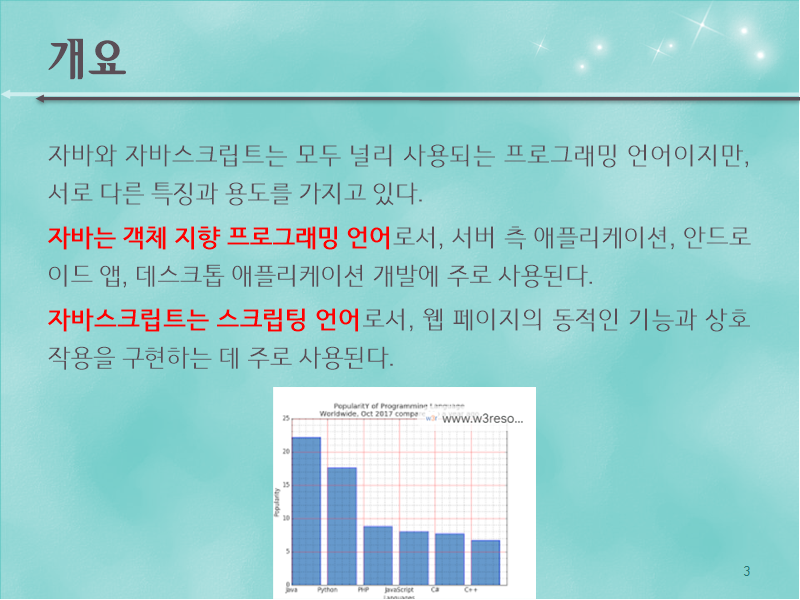 개요
자바와 자바스크립트는 모두 널리 사용되는 프로그래밍 언어이지만,
서로 다른 특징과 용도를 가지고 있다.
자바는 객체 지향 프로그래밍 언어로서, 서버 측 애플리케이션, 안드로
이드 앱, 데스크톱 애플리케이션 개발에 주로 사용된다.
자바스크립트는 스크립팅 언어로서, 웹 페이지의 동적인 기능과 상호
작용을 구현하는 데 주로 사용된다.
PopularitY of Programming Language
Worldwide, Oct 2017 compa
w3r www.w3reso...
25
20
15
10
5
0
Popularity
Java Python PHP JavaScript C# C++
Languages
3